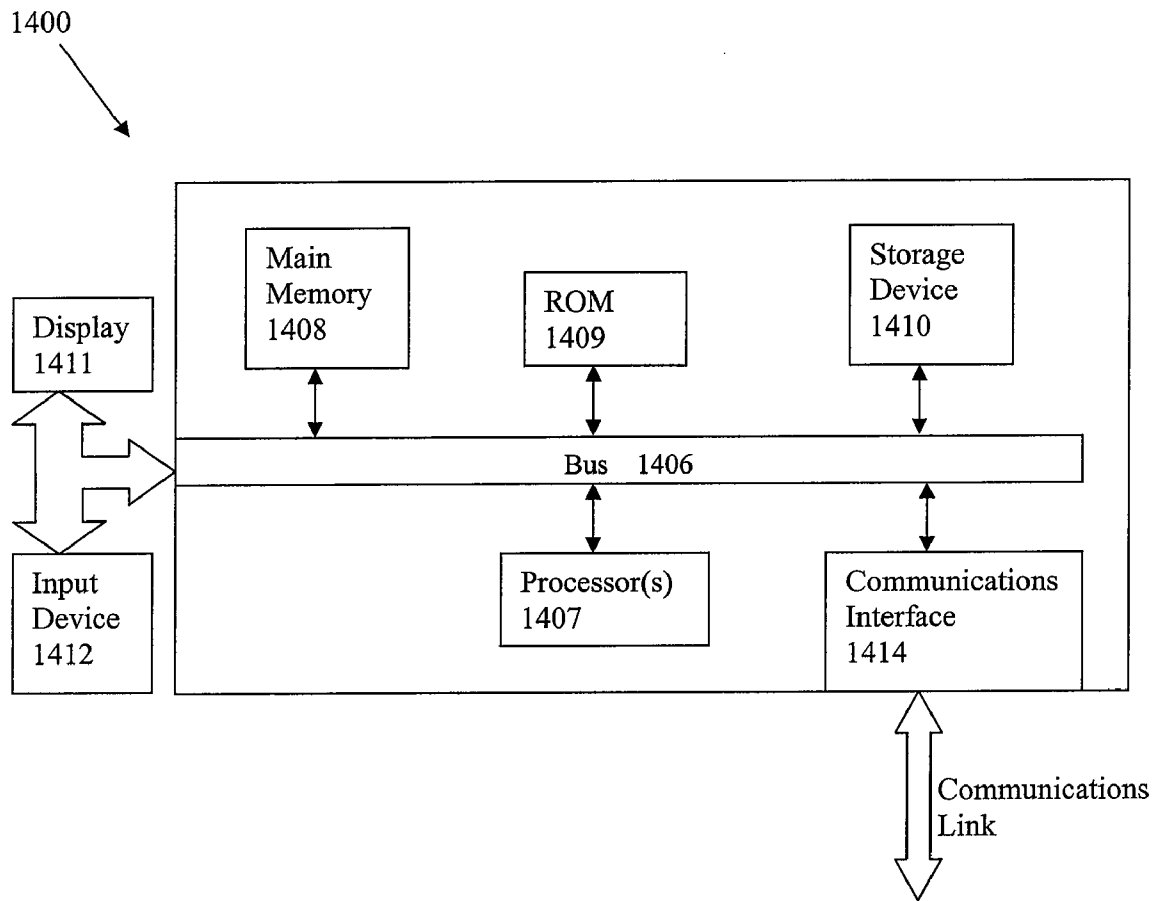 1400
Main
Memory
1408
ROM
1409
Storage
Device
1410
Display
1411
Bus 1406
Input
Device
1412
Processor(s)
1407
Communications
Interface
1414
Communications
Link